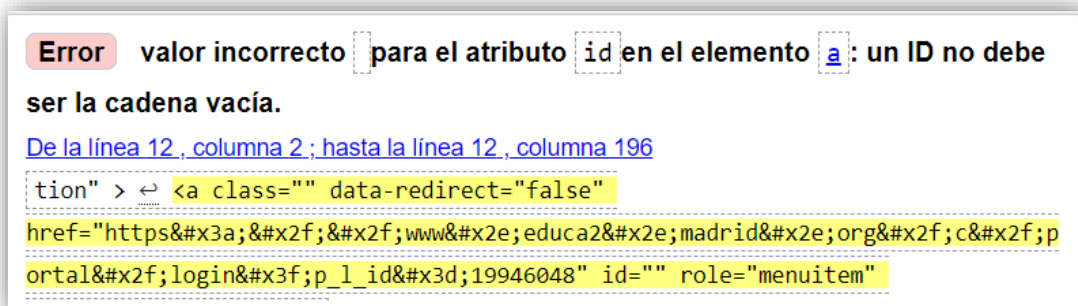 Error valor incorrecto para el atributo id en el elemento a : un ID no debe
ser la cadena vacía.
De la línea 12 , columna 2 ; hasta la línea 12 , columna 196
tion" > ↩ <a class="" data-redirect="false"
href="https&#x3a;&#x2f;&#x2f;www&#x2e;educa2&#x2e;madrid&#x2e;org&#x2f;c&#x2f;p
ortal&#x2f;login&#x3f;p_l_id&#x3d;19946048" id="" role="menuitem"